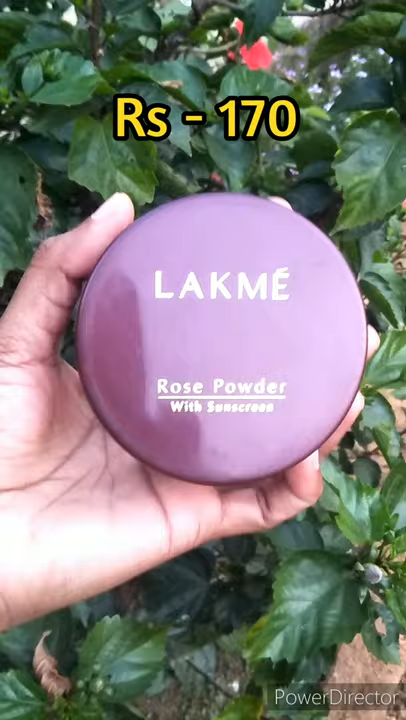 Rs - 170
LAKMÉ
Rose Powder
With Sunscreen
PowerDirector